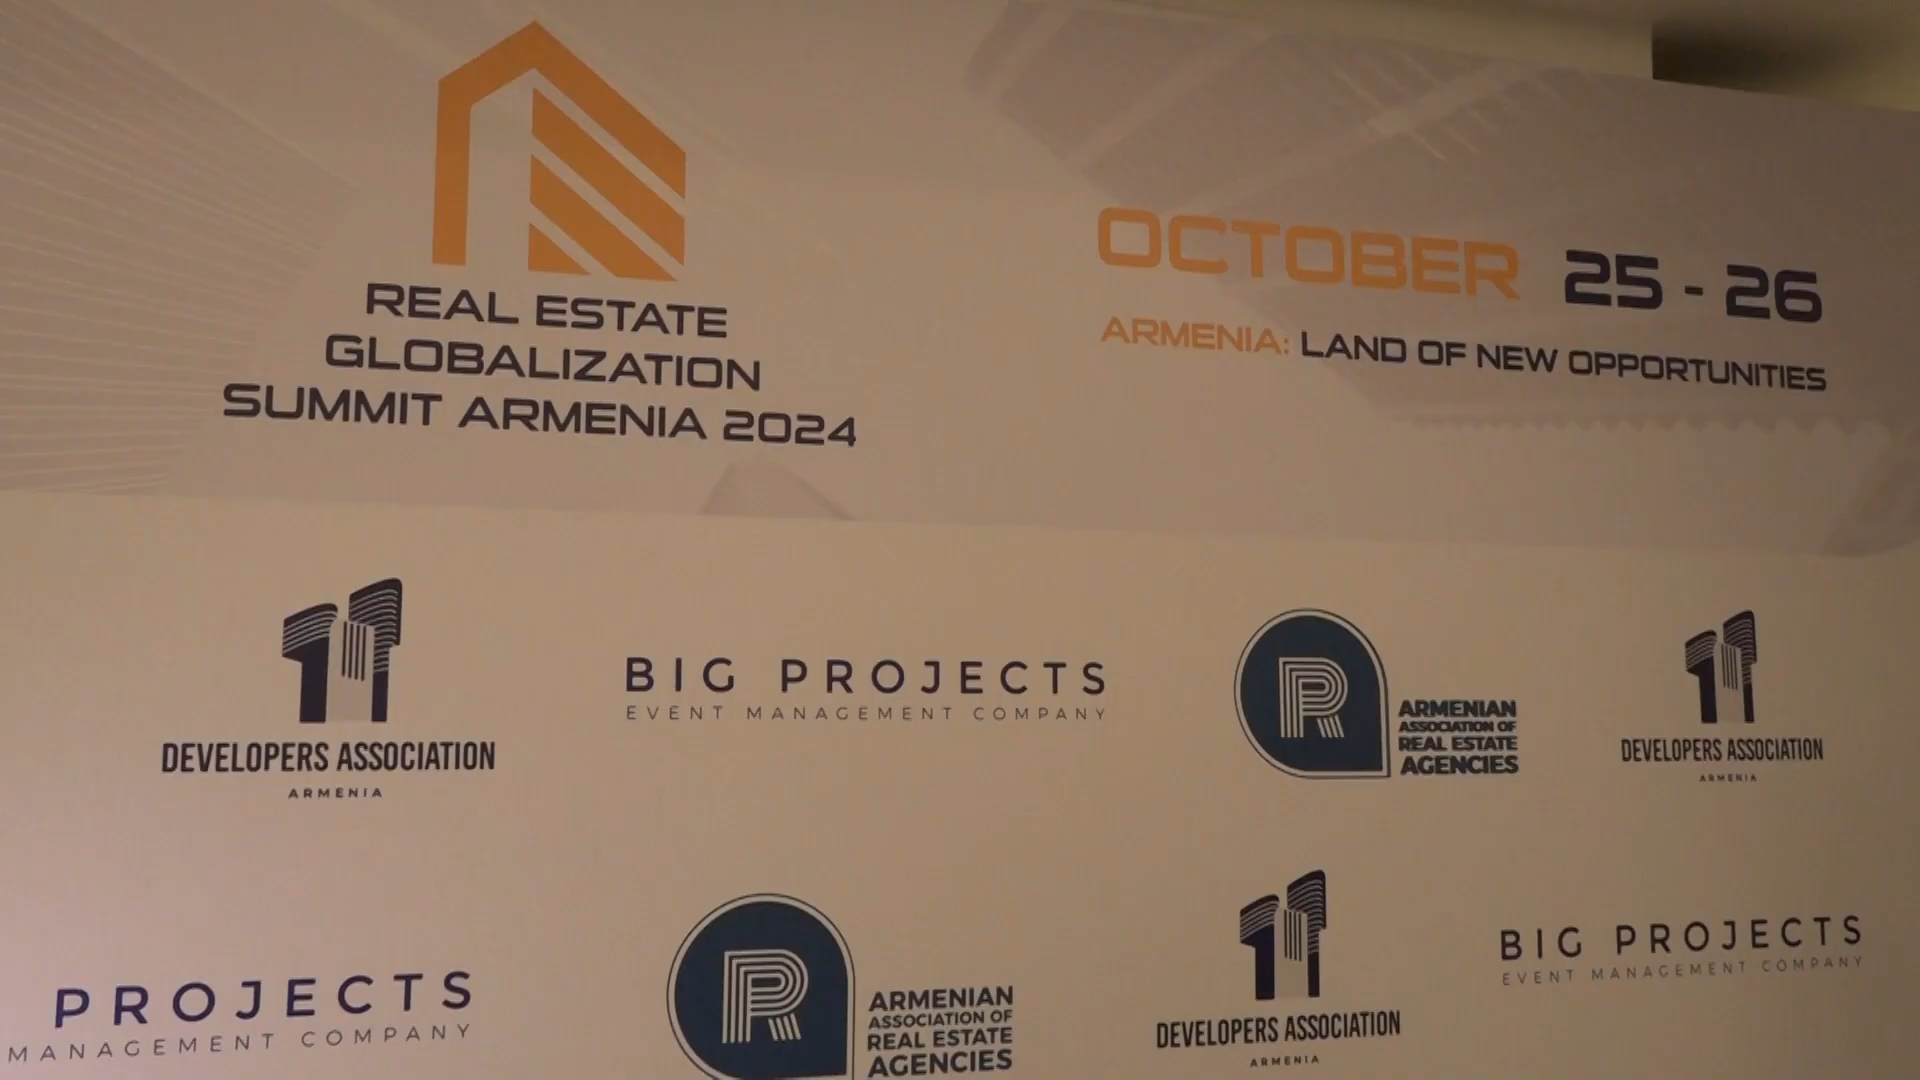 REAL ESTATE
GLOBALIZATION
SUMMIT ARMENIA 2024
OCTOBER 25 - 26
ARMENIA: LAND OF NEW OPPORTUNITIES
DEVELOPERS ASSOCIATION
ARMENIA
BIG PROJECTS
EVENT MANAGEMENT COMPANY
R
ARMENIAN
ASSOCIATION OF
REAL ESTATE
AGENCIES
DEVELOPERS ASSOCIATION
ARMENIA
PROJECTS
MANAGEMENT COMPANY
R
ARMENIAN
ASSOCIATION OF
REAL ESTATE
AGENCIES
DEVELOPERS ASSOCIATION
ARMENIA
BIG PROJECTS
EVENT MANAGEMENT COMPANY